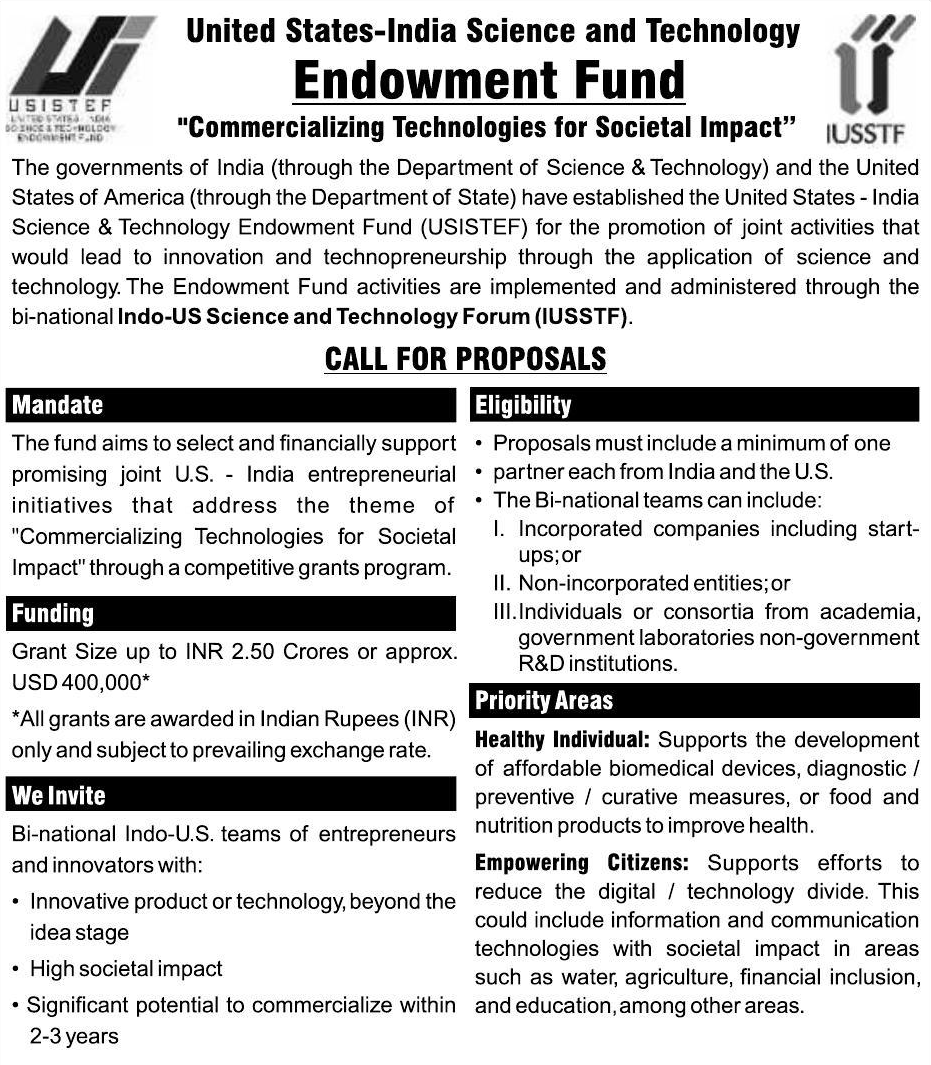 United States-India Science and Technology
Endowment Fund
"Commercializing Technologies for Societal Impact”
USISTEF
UNITED STATES - INDIA
SCIENCE & TECHNOLOGY
ENDOWMENT FUND
IUSSTF
The governments of India (through the Department of Science & Technology) and the United
States of America (through the Department of State) have established the United States - India
Science & Technology Endowment Fund (USISTEF) for the promotion of joint activities that
would lead to innovation and technopreneurship through the application of science and
technology. The Endowment Fund activities are implemented and administered through the
bi-national Indo-US Science and Technology Forum (IUSSTF).
CALL FOR PROPOSALS
Mandate
The fund aims to select and financially support
promising joint U.S. - India entrepreneurial
initiatives that address the theme of
"Commercializing Technologies for Societal
Impact" through a competitive grants program.
Funding
Grant Size up to INR 2.50 Crores or approx.
USD 400,000*
*All grants are awarded in Indian Rupees (INR)
only and subject to prevailing exchange rate.
We Invite
Bi-national Indo-U.S. teams of entrepreneurs
and innovators with:
• Innovative product or technology, beyond the
idea stage
• High societal impact
• Significant potential to commercialize within
2-3 years
Eligibility
• Proposals must include a minimum of one
• partner each from India and the U.S.
• The Bi-national teams can include:
I. Incorporated companies including start-
ups; or
II. Non-incorporated entities; or
III. Individuals or consortia from academia,
government laboratories non-government
R&D institutions.
Priority Areas
Healthy Individual: Supports the development
of affordable biomedical devices, diagnostic /
preventive / curative measures, or food and
nutrition products to improve health.
Empowering Citizens: Supports efforts to
reduce the digital / technology divide. This
could include information and communication
technologies with societal impact in areas
such as water, agriculture, financial inclusion,
and education, among other areas.